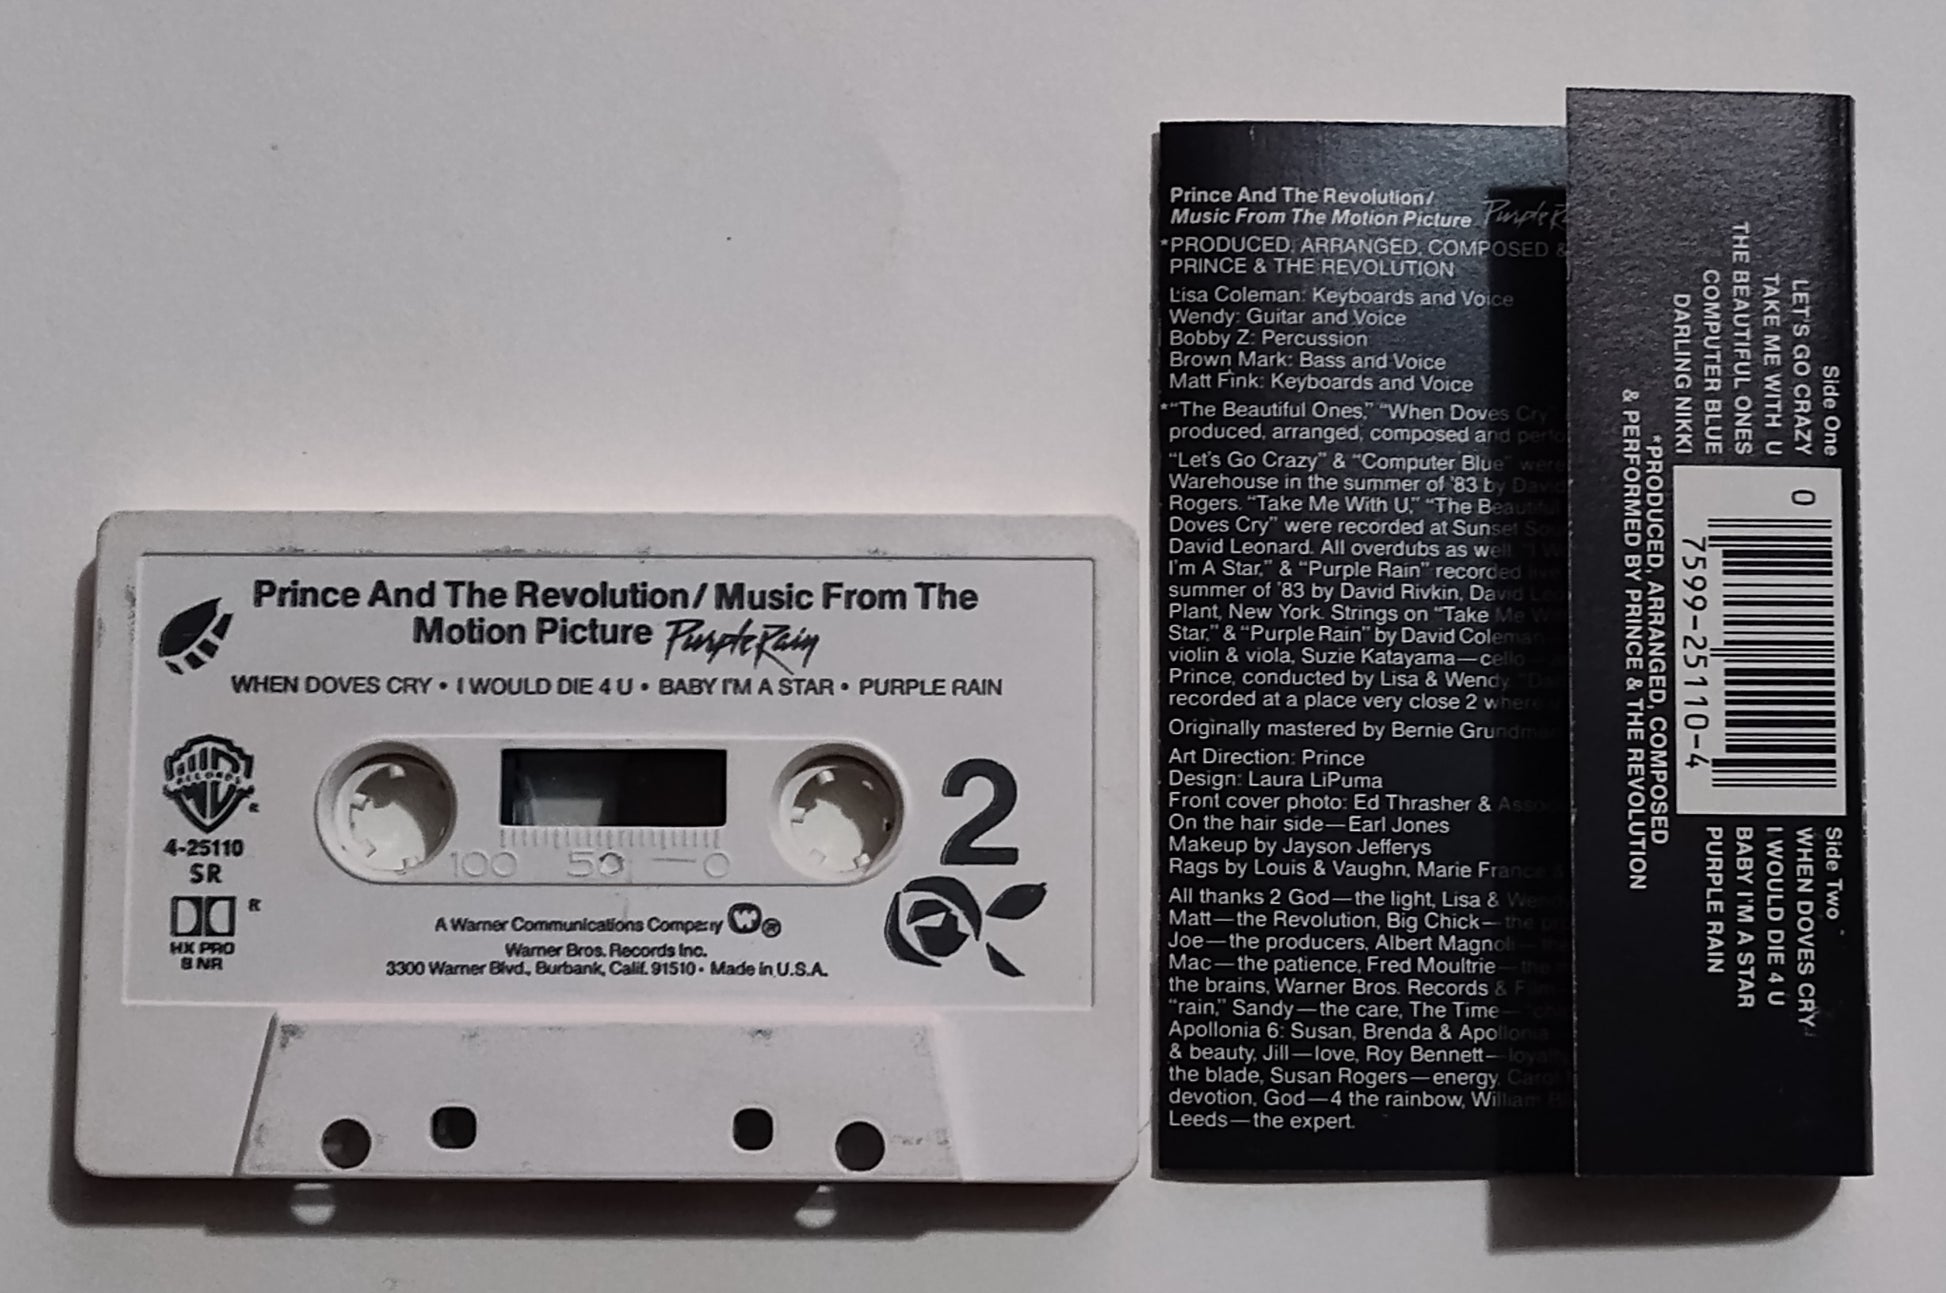 Prince And The Revolution/ Music From The
Motion Picture Purple Rain
WHEN DOVES CRY • I WOULD DIE 4 U • BABY I'M A STAR • PURPLE RAIN
RECORDS
R
4-25110
SR
R
HX PRO
B NR
100 50 0
2
A Warner Communications Company W R
Warner Bros. Records Inc.
3300 Warner Blvd., Burbank, Calif. 91510 • Made in U.S.A.
Prince And The Revolution/
Music From The Motion Picture Purple
*PRODUCED, ARRANGED, COMPOSED &
PRINCE & THE REVOLUTION
Lisa Coleman: Keyboards and Voice
Wendy: Guitar and Voice
Bobby Z: Percussion
Brown Mark: Bass and Voice
Matt Fink: Keyboards and Voice
*"The Beautiful Ones," "When Doves Cry"
produced, arranged, composed and
"Let's Go Crazy" & "Computer Blue" were
Warehouse in the summer of '83 by David
Rogers. "Take Me With U," "The Beautiful
Doves Cry" were recorded at Sunset
David Leonard. All overdubs as well.
I'm A Star," & "Purple Rain" recorded live
summer of '83 by David Rivkin, David
Plant, New York. Strings on "Take Me
Star," & "Purple Rain" by David Coleman
violin & viola, Suzie Katayama—cello
Prince, conducted by Lisa & Wendy.
recorded at a place very close 2 where
Originally mastered by Bernie Grundman
Art Direction: Prince
Design: Laura LiPuma
Front cover photo: Ed Thrasher &
On the hair side—Earl Jones
Makeup by Jayson Jefferys
Rags by Louis & Vaughn, Marie France &
All thanks 2 God—the light, Lisa &
Matt—the Revolution, Big Chick—the
Joe—the producers, Albert Magnoli—the
Mac—the patience, Fred Moultrie—the
the brains, Warner Bros. Records &
"rain," Sandy—the care, The Time—
Apollonia 6: Susan, Brenda & Apollonia
& beauty, Jill—love, Roy Bennett—loyalty,
the blade, Susan Rogers—energy, Carol
devotion, God—4 the rainbow, William
Leeds—the expert.
Side One
LET'S GO CRAZY
TAKE ME WITH U
THE BEAUTIFUL ONES
COMPUTER BLUE
DARLING NIKKI
0
7599-25110-4
Side Two
WHEN DOVES CRY
I WOULD DIE 4 U
BABY I'M A STAR
PURPLE RAIN
*PRODUCED, ARRANGED, COMPOSED
& PERFORMED BY PRINCE & THE REVOLUTION